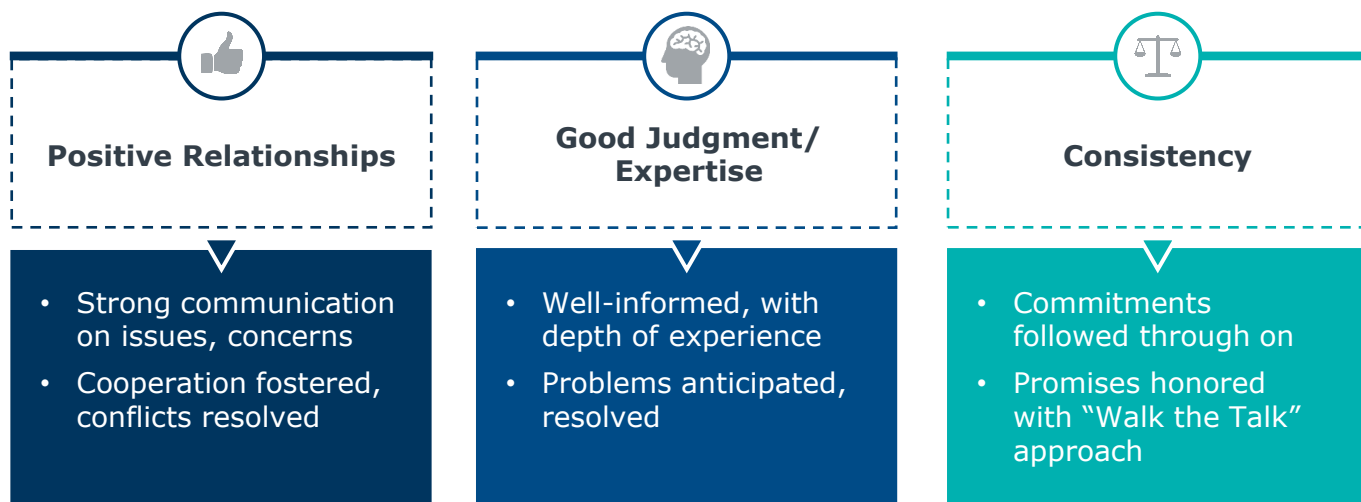 Positive Relationships
• Strong communication
on issues, concerns
• Cooperation fostered,
conflicts resolved
Good Judgment/
Expertise
• Well-informed, with
depth of experience
• Problems anticipated,
resolved
Consistency
• Commitments
followed through on
• Promises honored
with “Walk the Talk”
approach